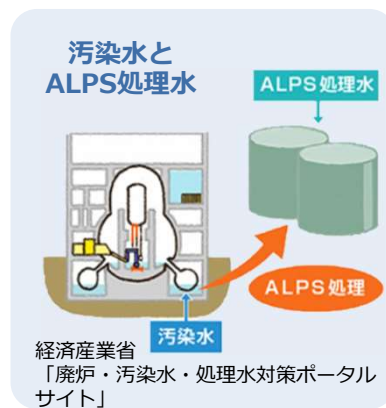 汚染水と
ALPS処理水
ALPS処理水
ALPS処理
汚染水
経済産業省
「廃炉・汚染水・処理水対策ポータル
サイト」